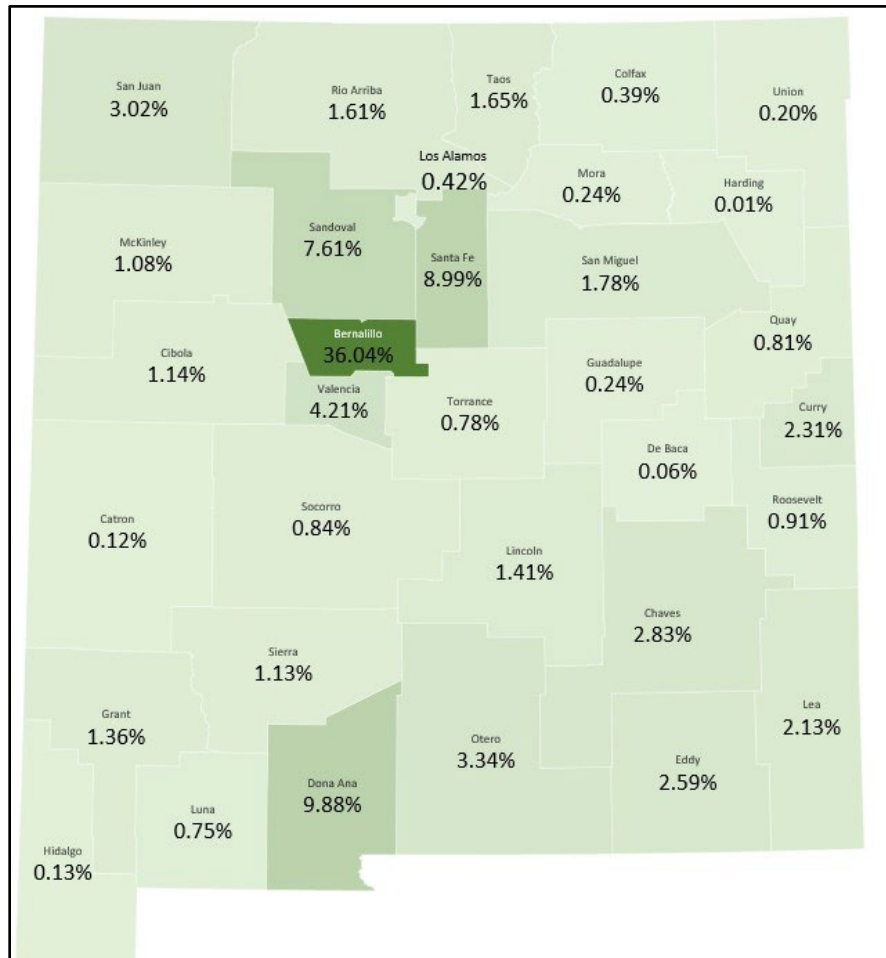 San Juan
3.02%
Rio Arriba
1.61%
Taos
1.65%
Colfax
0.39%
Union
0.20%
Los Alamos
0.42%
Mora
0.24%
Harding
0.01%
McKinley
1.08%
Sandoval
7.61%
Santa Fe
8.99%
San Miguel
1.78%
Quay
0.81%
Cibola
1.14%
Bernalillo
36.04%
Valencia
4.21%
Torrance
0.78%
Guadalupe
0.24%
Curry
2.31%
De Baca
0.06%
Roosevelt
0.91%
Catron
0.12%
Socorro
0.84%
Lincoln
1.41%
Chaves
2.83%
Sierra
1.13%
Grant
1.36%
Otero
3.34%
Lea
2.13%
Eddy
2.59%
Dona Ana
9.88%
Luna
0.75%
Hidalgo
0.13%